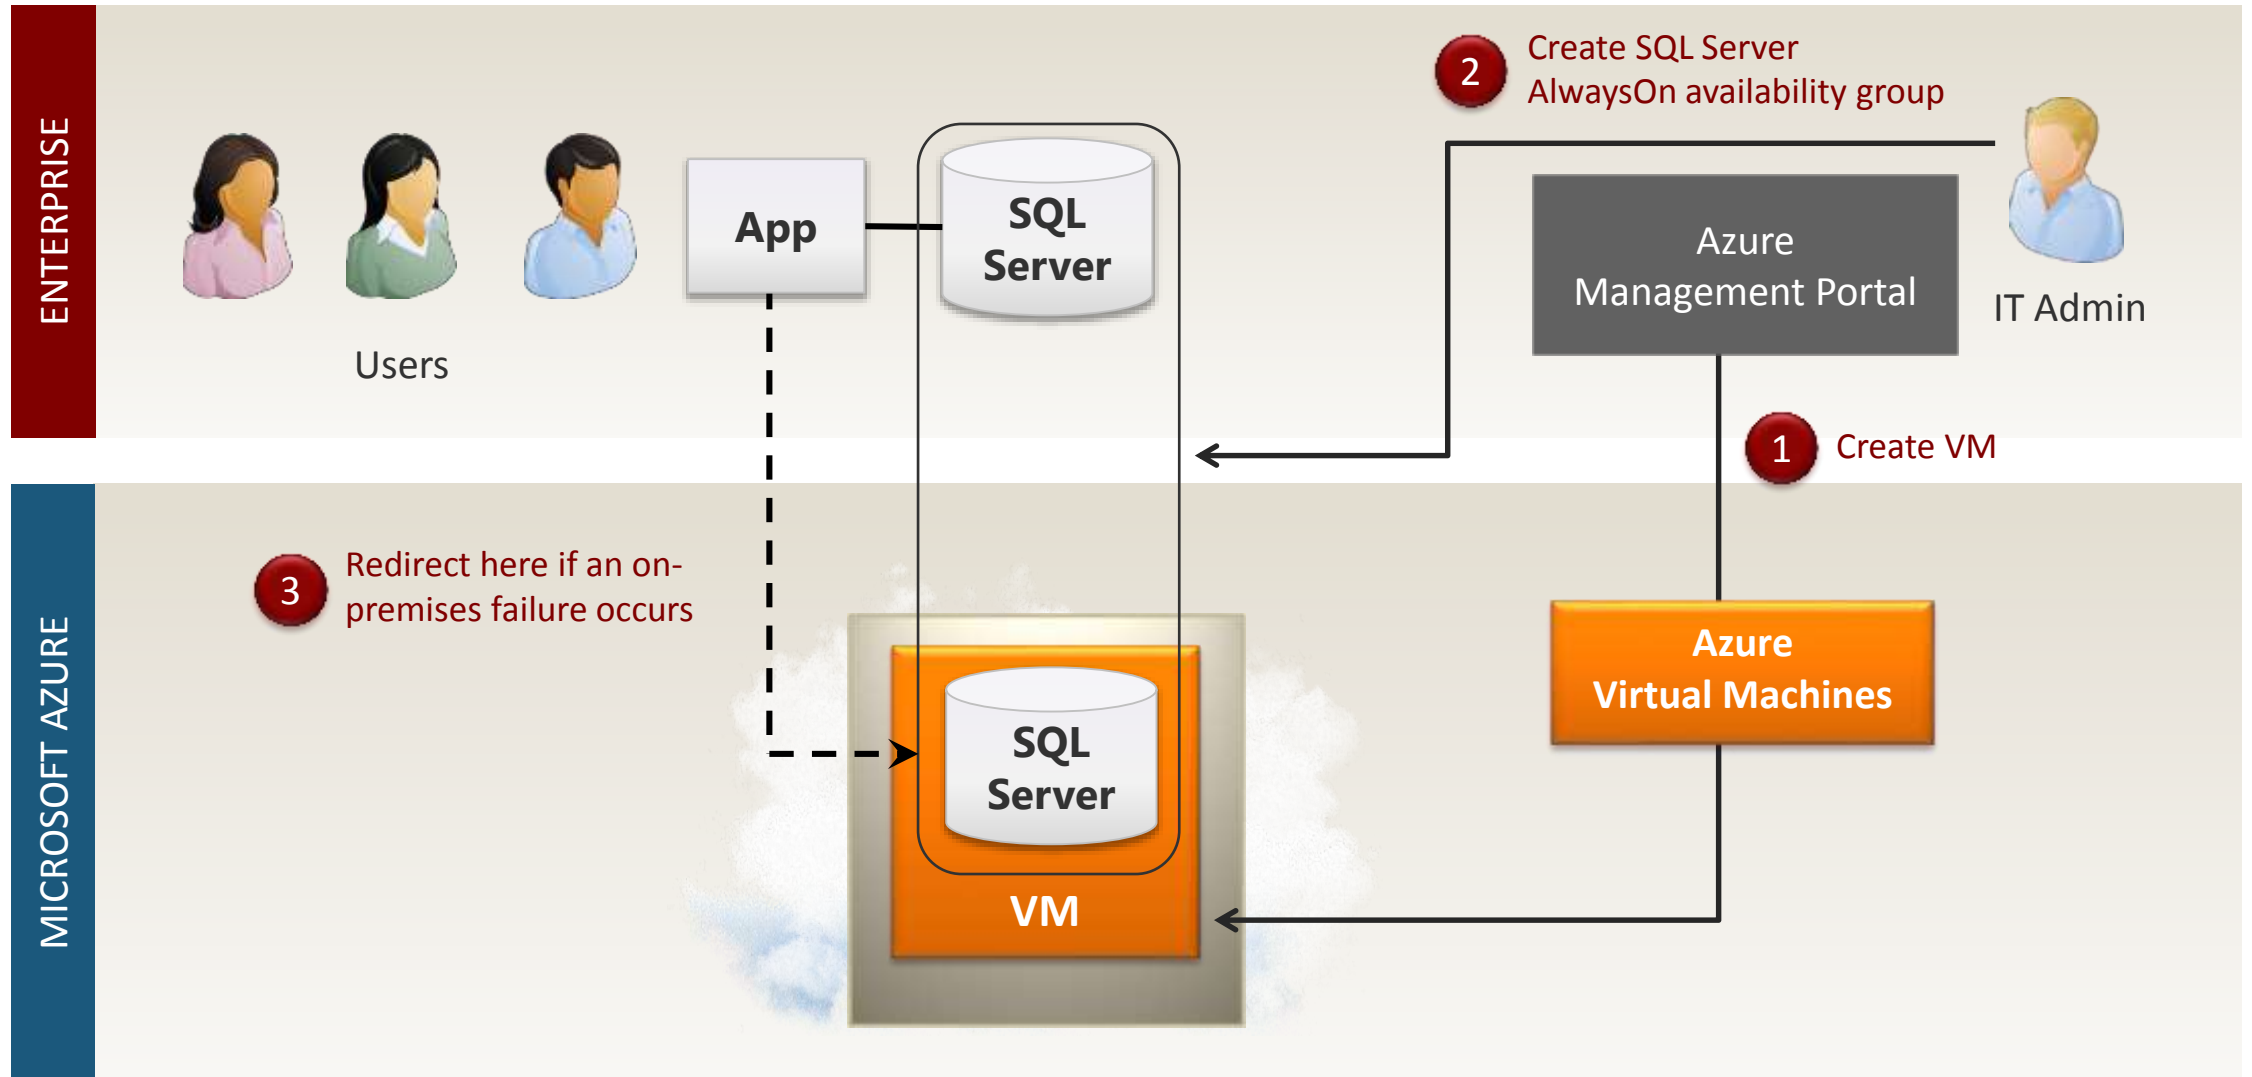 ENTERPRISE
Users
App
SQL
Server
2
Create SQL Server
AlwaysOn availability group
Azure
Management Portal
IT Admin
1
Create VM
MICROSOFT AZURE
3
Redirect here if an on-
premises failure occurs
SQL
Server
VM
Azure
Virtual Machines